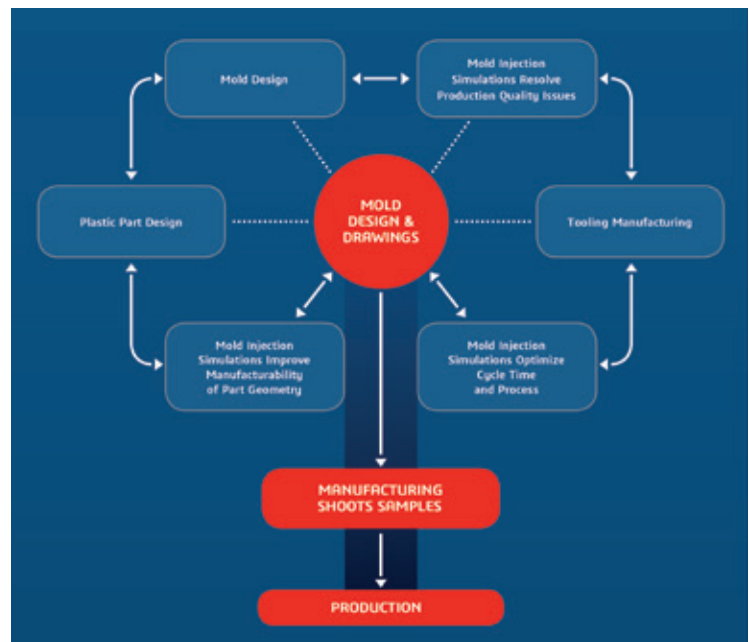 Mold Design
Mold Injection
Simulations Resolve
Production Quality Issues
MOLD
DESIGN &
DRAWINGS
Plastic Part Design
Tooling Manufacturing
Mold Injection
Simulations Improve
Manufacturability
of Part Geometry
Mold Injection
Simulations Optimize
Cycle Time
and Process
MANUFACTURING
SHOOTS SAMPLES
PRODUCTION